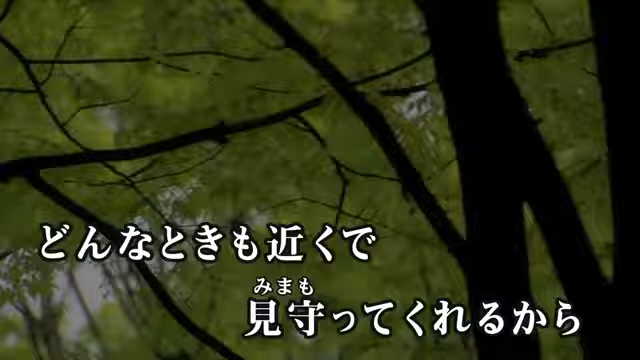 どんなときも近くで
みまも
見守ってくれるから